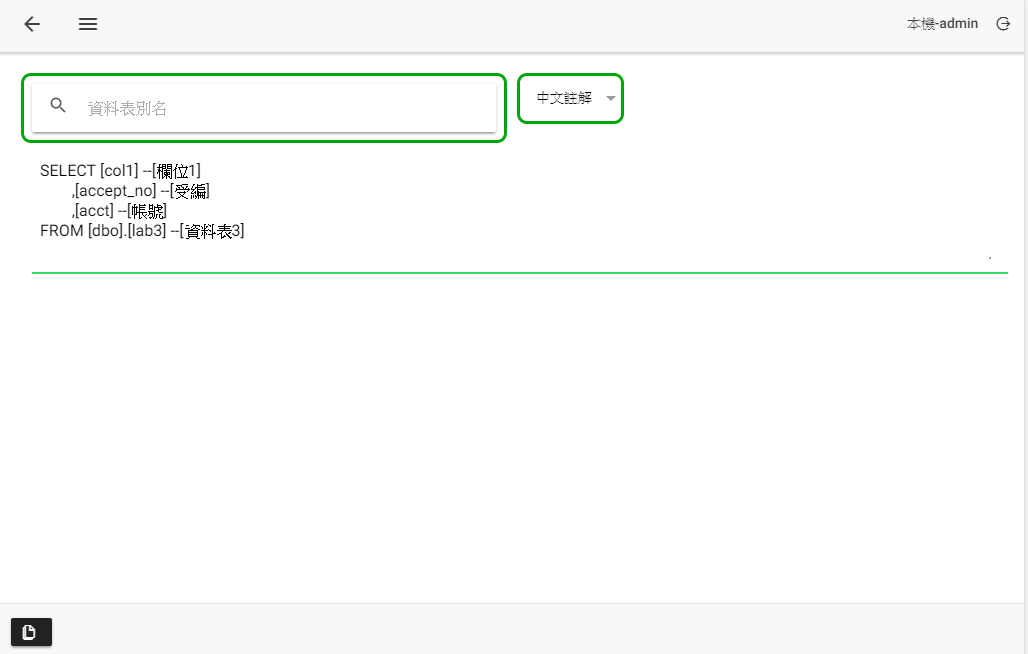 本機-admin
資料表別名
中文註解
SELECT [col1] --[欄位1]
,[accept_no] --[受編]
,[acct] --[帳號]
FROM [dbo].[lab3] --[資料表3]